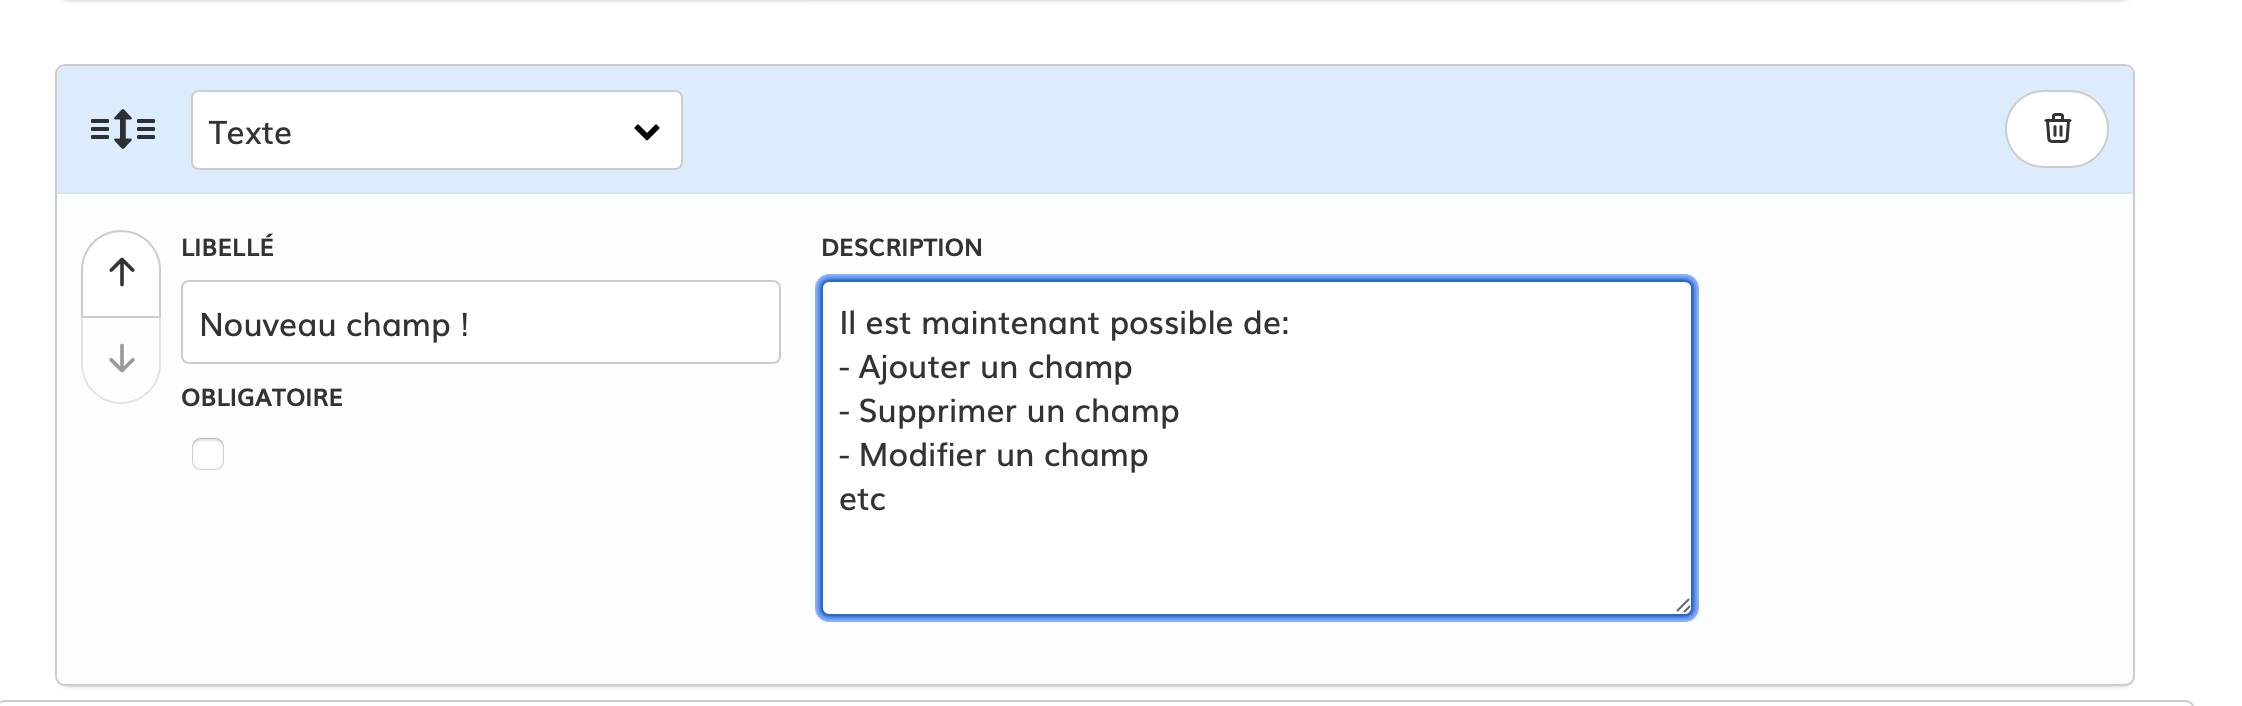 Texte
LIBELLÉ
Nouveau champ !
OBLIGATOIRE
DESCRIPTION
Il est maintenant possible de:
- Ajouter un champ
- Supprimer un champ
- Modifier un champ
etc